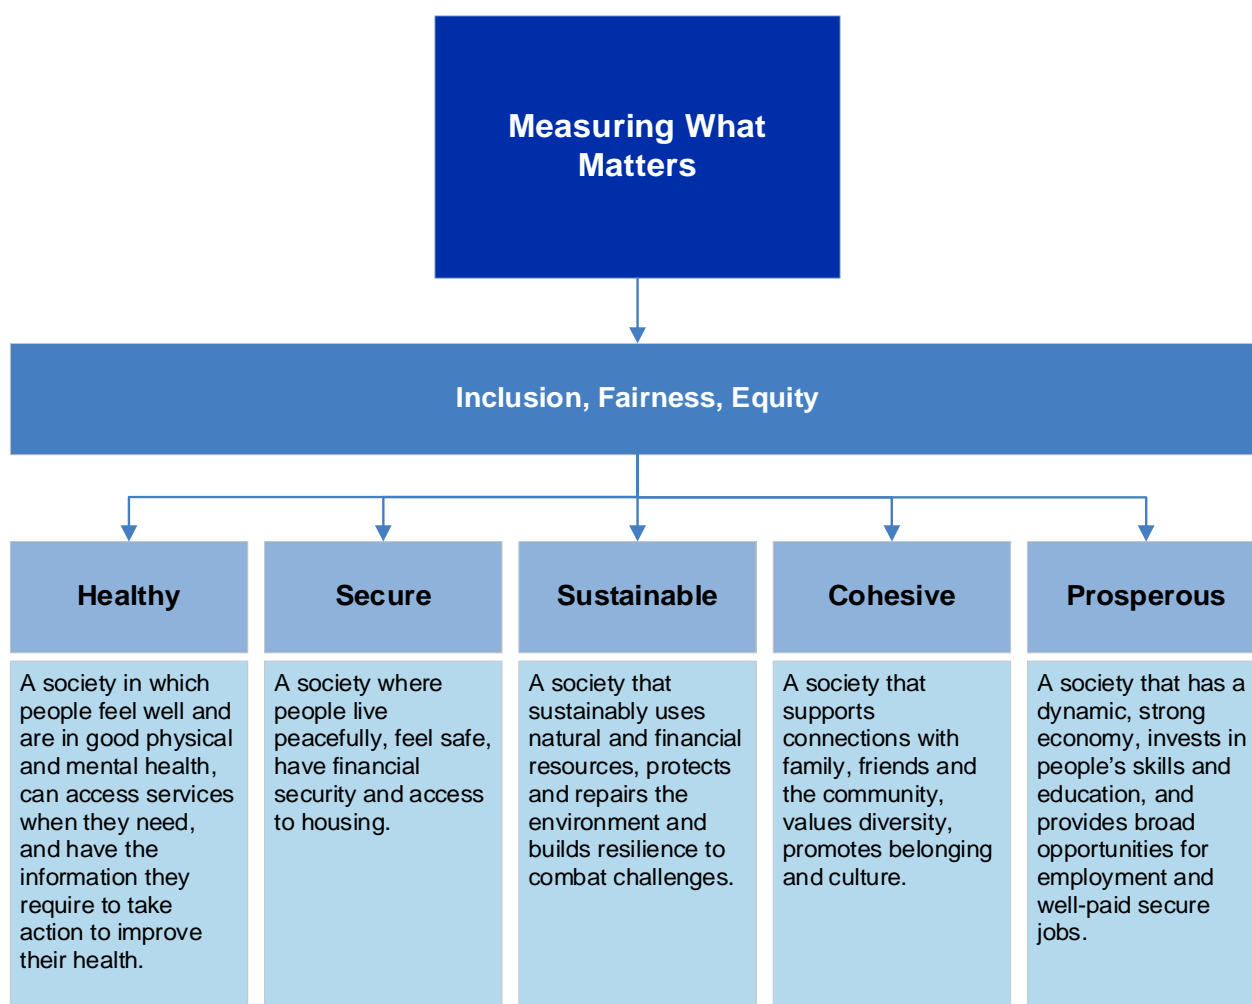 Measuring What
Matters
Inclusion, Fairness, Equity
Healthy
Secure
Sustainable
Cohesive
Prosperous
A society in which
people feel well and
are in good physical
and mental health,
can access services
when they need,
and have the
information they
require to take
action to improve
their health.
A society where
people live
peacefully, feel safe,
have financial
security and access
to housing.
A society that
sustainably uses
natural and financial
resources, protects
and repairs the
environment and
builds resilience to
combat challenges.
A society that
supports
connections with
family, friends and
the community,
values diversity,
promotes belonging
and culture.
A society that has a
dynamic, strong
economy, invests in
people’s skills and
education, and
provides broad
opportunities for
employment and
well-paid secure
jobs.